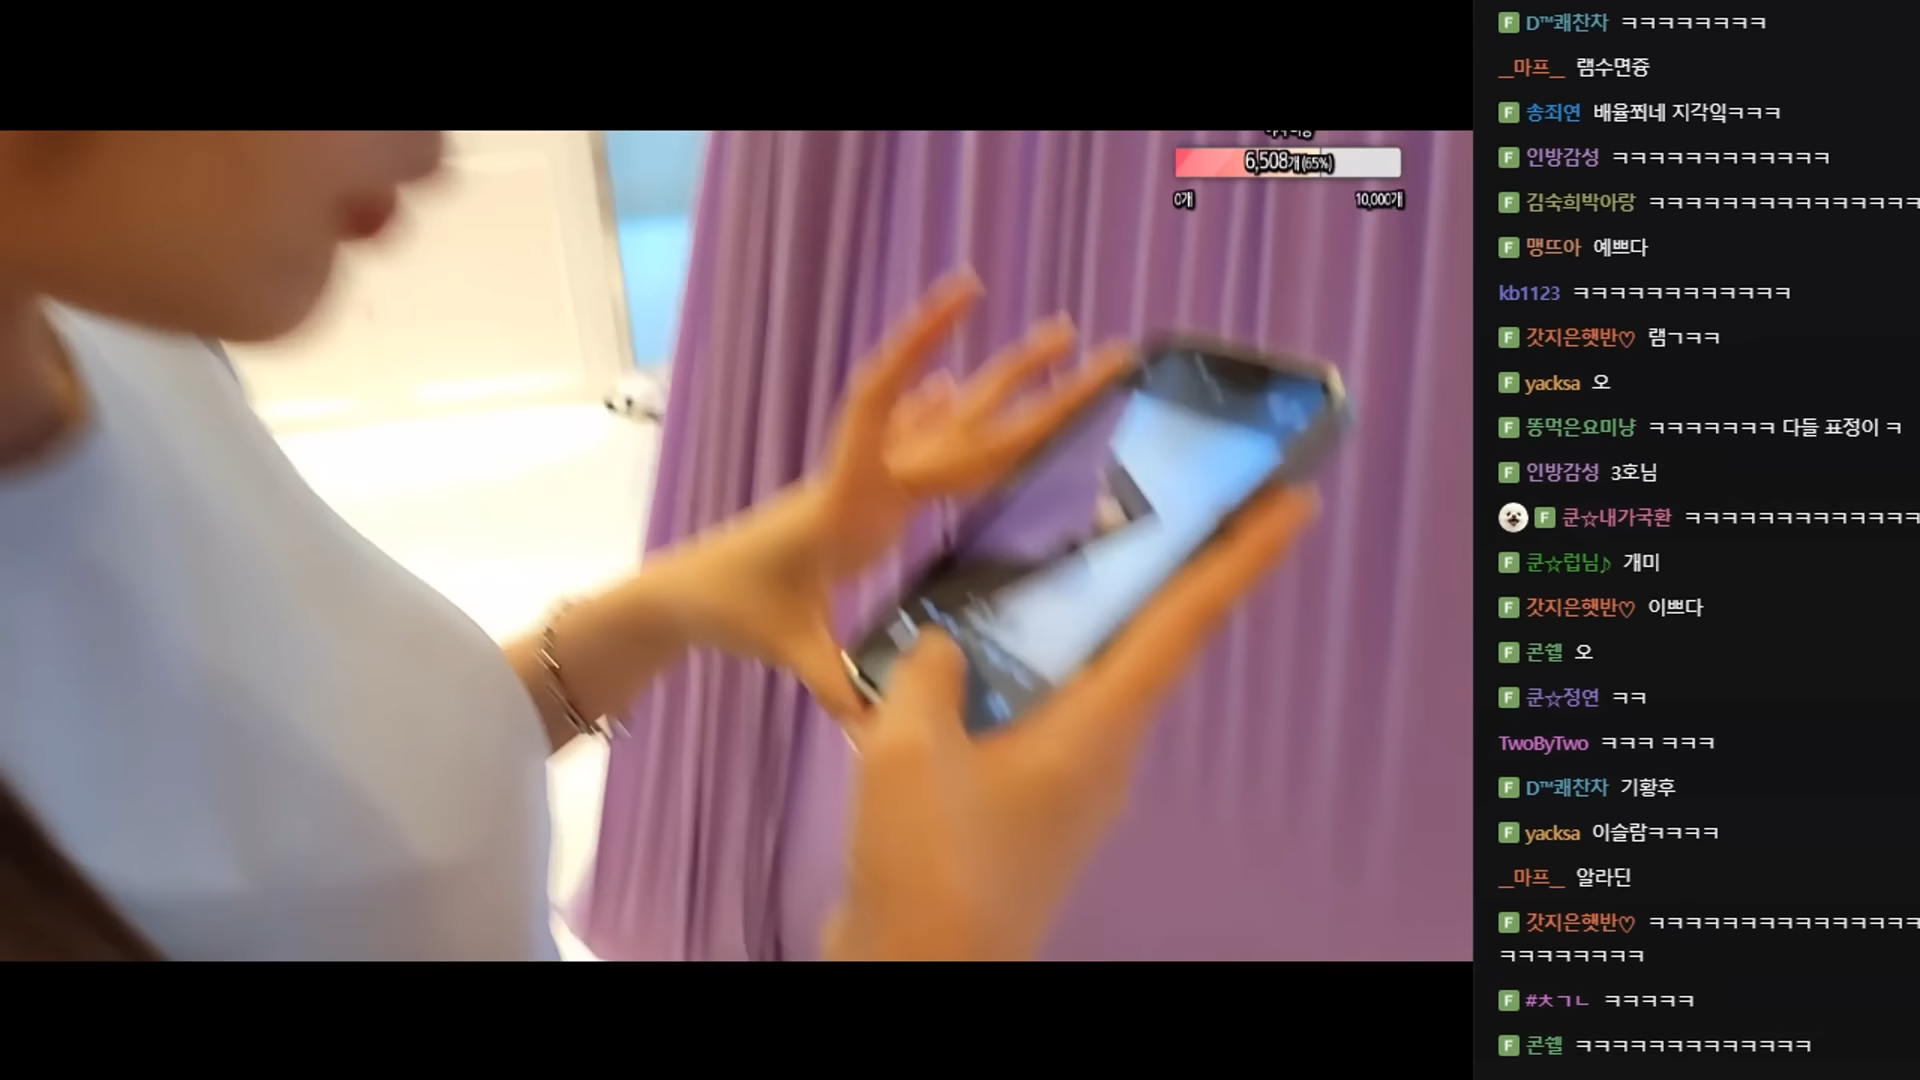 6,508개(65%)
0개
10,000개
F D™쾌찬차 ㅋㅋㅋㅋㅋㅋㅋㅋ
__마프__ 램수면즁
F 송죄연 배율쬐네 지각잌ㅋㅋㅋ
F 인방감성 ㅋㅋㅋㅋㅋㅋㅋㅋㅋㅋㅋㅋ
F 김숙희박아랑 ㅋㅋㅋㅋㅋㅋㅋㅋㅋㅋㅋㅋㅋㅋㅋ
F 맹뜨아 예쁘다
kb1123 ㅋㅋㅋㅋㅋㅋㅋㅋㅋㅋㅋㅋ
F 갓지은햇반♡ 램ㄱㅋㅋ
F yacksa 오
F 똥먹은요미냥 ㅋㅋㅋㅋㅋㅋㅋ 다들 표정이 ㅋ
F 인방감성 3호님
F 쿤☆내가국환 ㅋㅋㅋㅋㅋㅋㅋㅋㅋㅋㅋㅋㅋ
F 쿤☆럽님♪ 개미
F 갓지은햇반♡ 이쁘다
F 콘쉘 오
F 쿤☆정연 ㅋㅋ
TwoByTwo ㅋㅋㅋ ㅋㅋㅋ
F D™쾌찬차 기황후
F yacksa 이슬람ㅋㅋㅋㅋ
__마프__ 알라딘
F 갓지은햇반♡ ㅋㅋㅋㅋㅋㅋㅋㅋㅋㅋㅋㅋㅋㅋㅋ
ㅋㅋㅋㅋㅋㅋㅋㅋ
F #ㅊㄱㄴ ㅋㅋㅋㅋㅋ
F 콘쉘 ㅋㅋㅋㅋㅋㅋㅋㅋㅋㅋㅋㅋㅋ